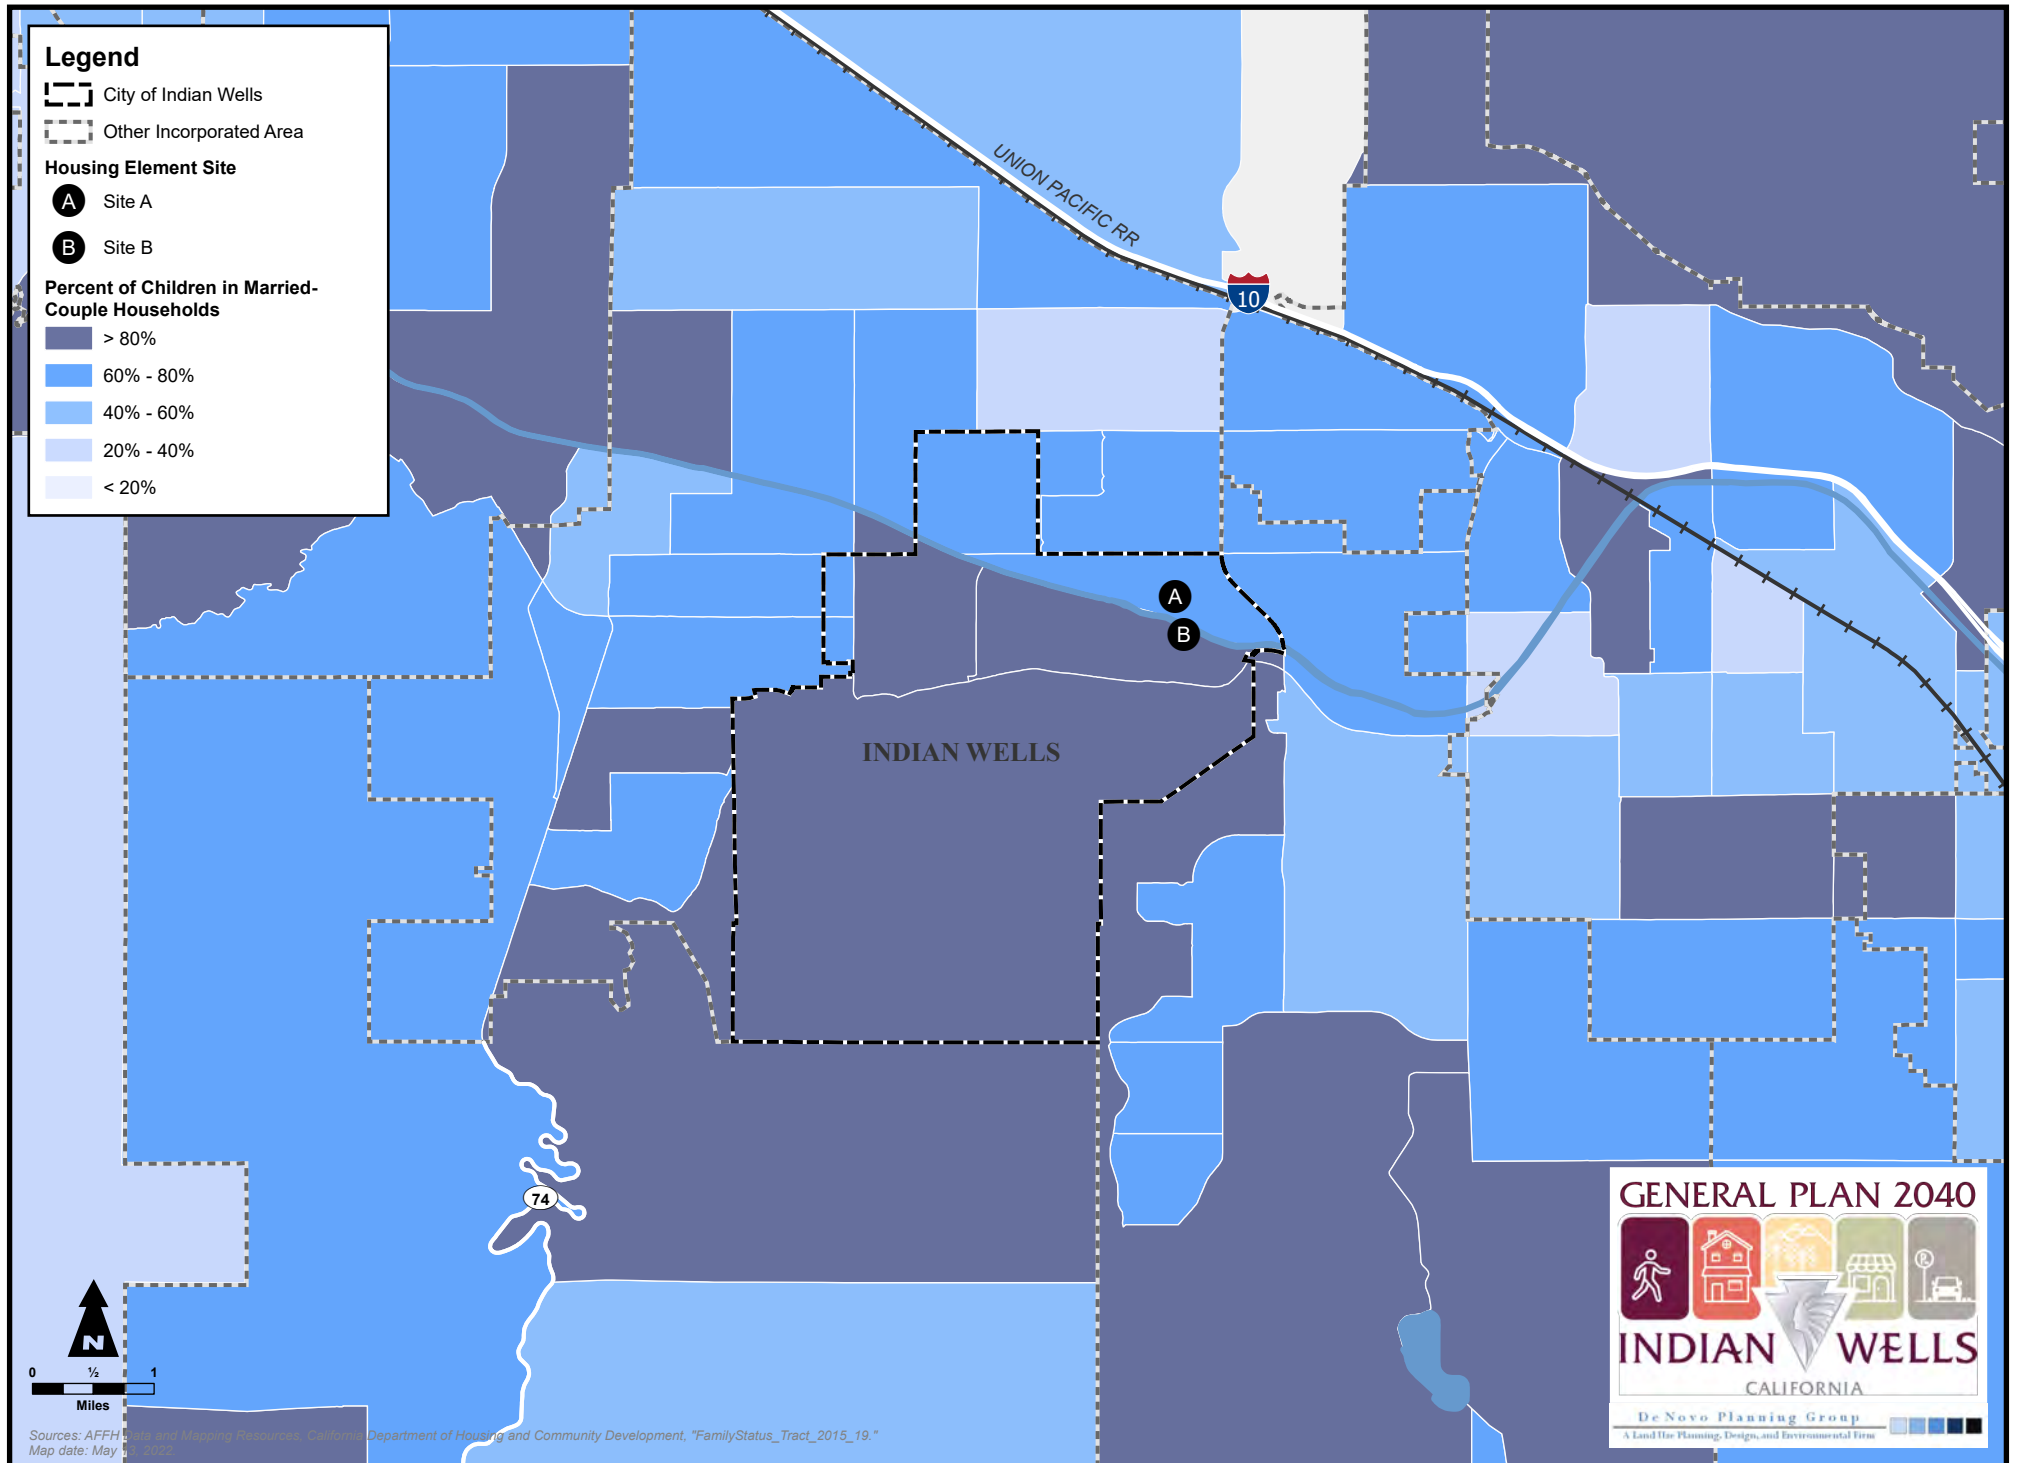 Legend
City of Indian Wells
Other Incorporated Area
Housing Element Site
A Site A
B Site B
Percent of Children in Married-
Couple Households
> 80%
60% - 80%
40% - 60%
20% - 40%
< 20%
UNION PACIFIC RR
10
A
B
INDIAN WELLS
74
N
0 ½ 1
Miles
Sources: AFFH Data and Mapping Resources. California Department of Housing and Community Development, "FamilyStatus_Tract_2015_19."
Map date: May 13, 2022.
GENERAL PLAN 2040
INDIAN WELLS
CALIFORNIA
De Novo Planning Group
A Land Use Planning, Design, and Environmental Firm